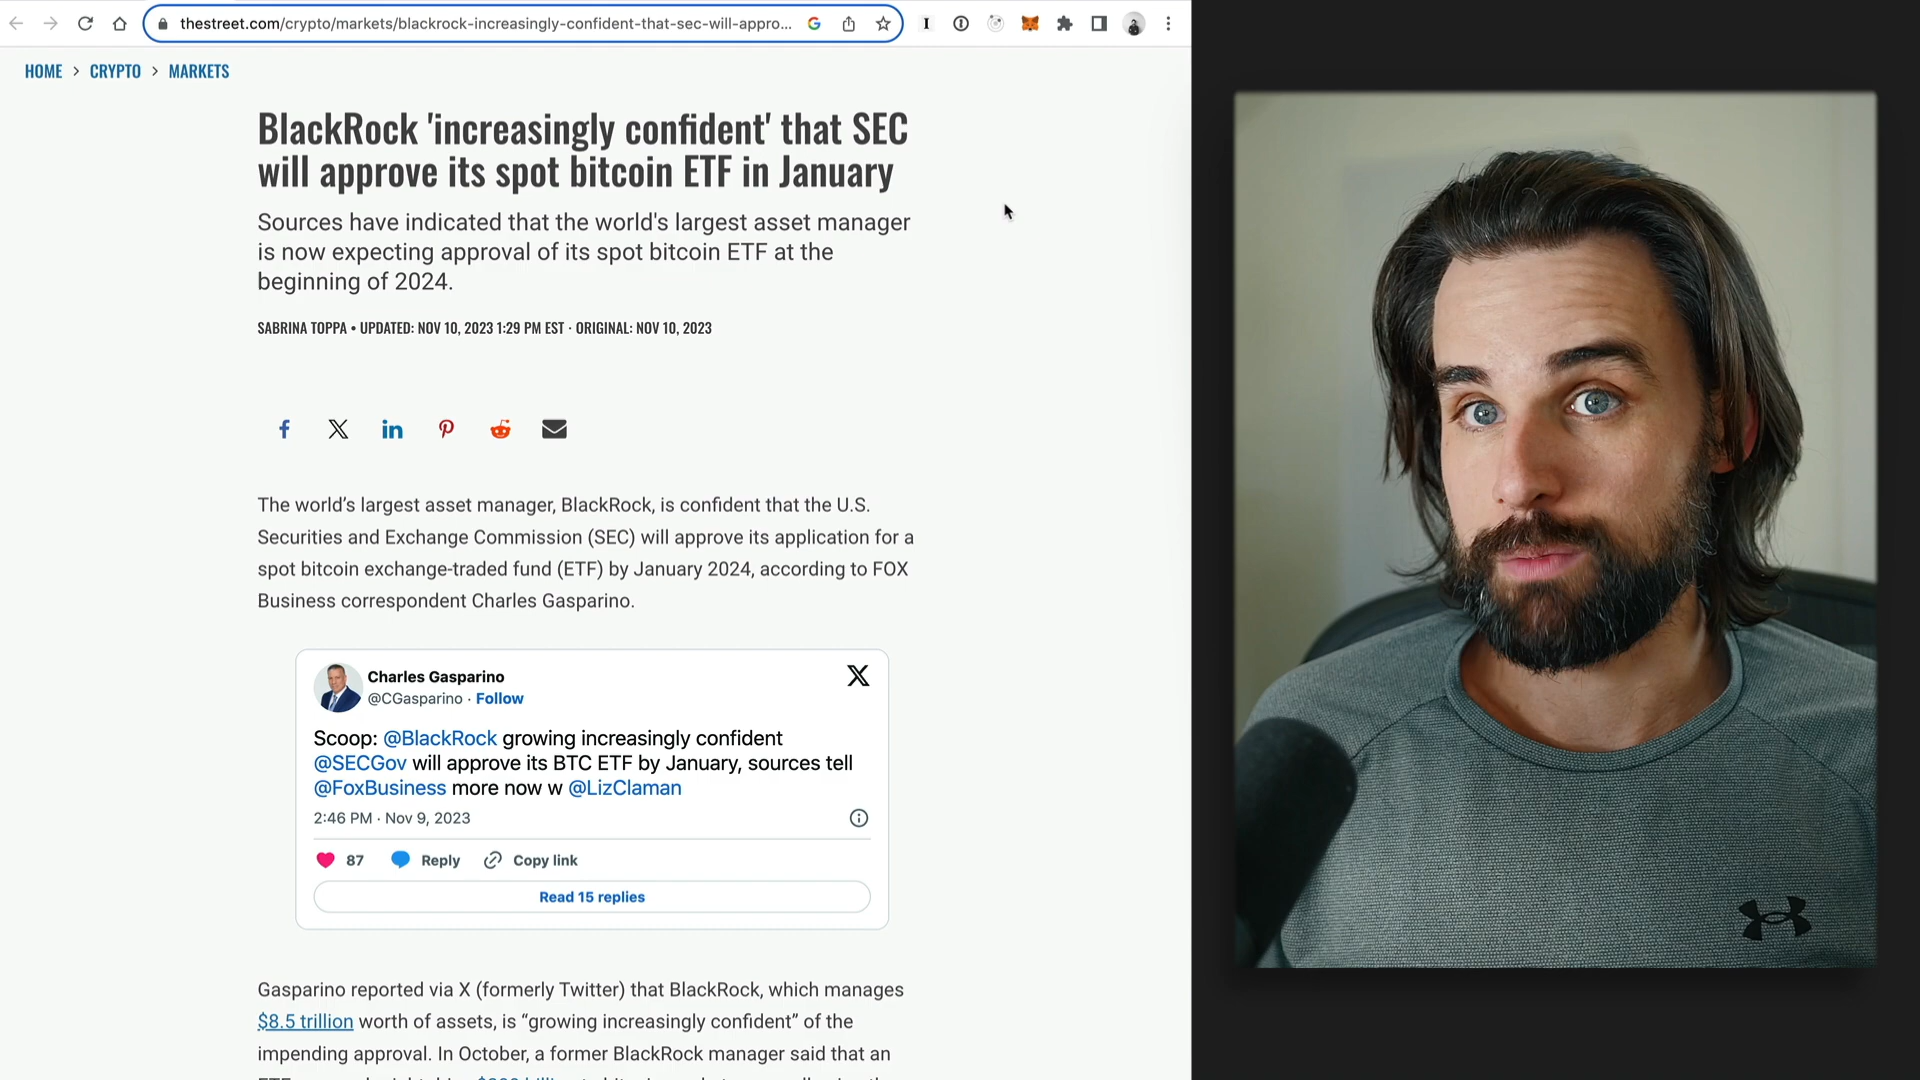 thestreet.com/crypto/markets/blackrock-increasingly-confident-that-sec-will-appro...
HOME > CRYPTO > MARKETS
BlackRock 'increasingly confident' that SEC
will approve its spot bitcoin ETF in January
Sources have indicated that the world's largest asset manager
is now expecting approval of its spot bitcoin ETF at the
beginning of 2024.
SABRINA TOPPA • UPDATED: NOV 10, 2023 1:29 PM EST · ORIGINAL: NOV 10, 2023
The world’s largest asset manager, BlackRock, is confident that the U.S.
Securities and Exchange Commission (SEC) will approve its application for a
spot bitcoin exchange-traded fund (ETF) by January 2024, according to FOX
Business correspondent Charles Gasparino.
Charles Gasparino
@CGasparino · Follow
Scoop: @BlackRock growing increasingly confident
@SECGov will approve its BTC ETF by January, sources tell
@FoxBusiness more now w @LizClaman
2:46 PM · Nov 9, 2023
87 Reply Copy link
Read 15 replies
Gasparino reported via X (formerly Twitter) that BlackRock, which manages
$8.5 trillion worth of assets, is “growing increasingly confident” of the
impending approval. In October, a former BlackRock manager said that an